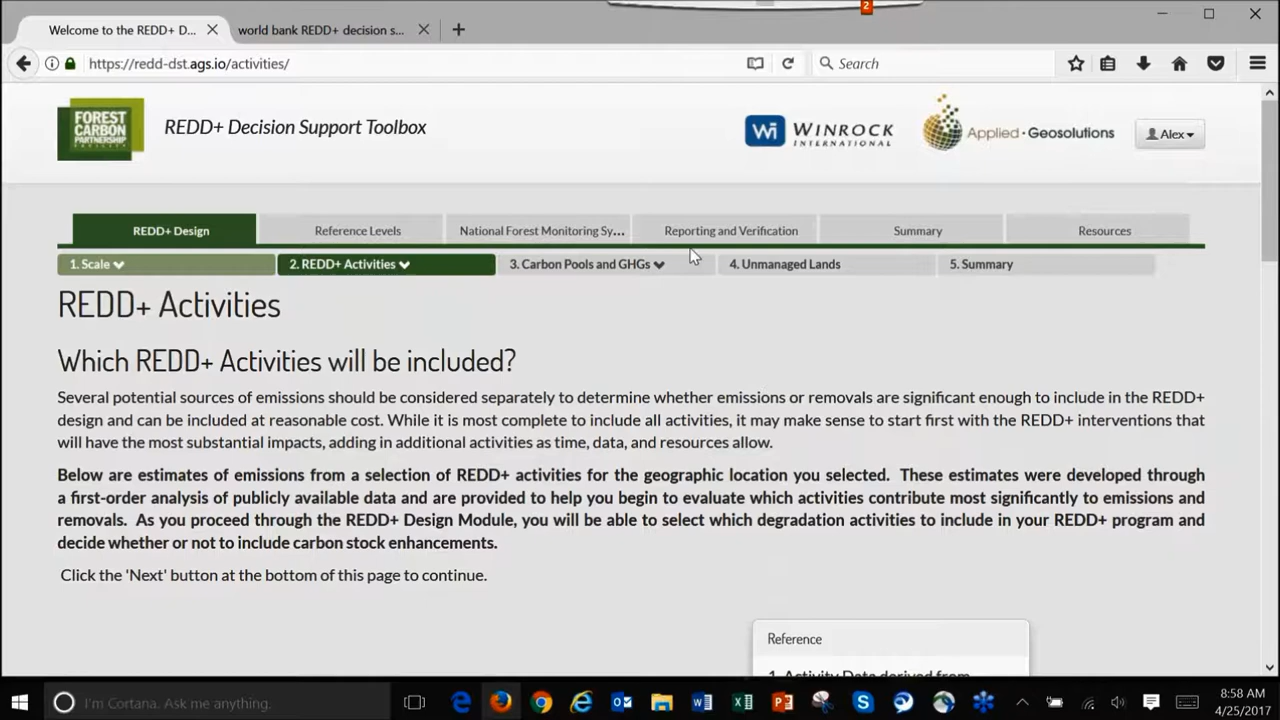 2
Welcome to the REDD+ D...
world bank REDD+ decision s...
https://redd-dst.ags.io/activities/
Search
FOREST
CARBON
PARTNERSHIP
REDD+ Decision Support Toolbox
Wi WINROCK
INTERNATIONAL
Applied · Geosolutions
Alex
REDD+ Design
Reference Levels
National Forest Monitoring Sy...
Reporting and Verification
Summary
Resources
1. Scale
2. REDD+ Activities
3. Carbon Pools and GHGs
4. Unmanaged Lands
5. Summary
REDD+ Activities
Which REDD+ Activities will be included?
Several potential sources of emissions should be considered separately to determine whether emissions or removals are significant enough to include in the REDD+
design and can be included at reasonable cost. While it is most complete to include all activities, it may make sense to start first with the REDD+ interventions that
will have the most substantial impacts, adding in additional activities as time, data, and resources allow.
Below are estimates of emissions from a selection of REDD+ activities for the geographic location you selected. These estimates were developed through
a first-order analysis of publicly available data and are provided to help you begin to evaluate which activities contribute most significantly to emissions and
removals. As you proceed through the REDD+ Design Module, you will be able to select which degradation activities to include in your REDD+ program and
decide whether or not to include carbon stock enhancements.
Click the 'Next' button at the bottom of this page to continue.
Reference
1. Activity Data derived from
I'm Cortana. Ask me anything.
8:58 AM
4/25/2017